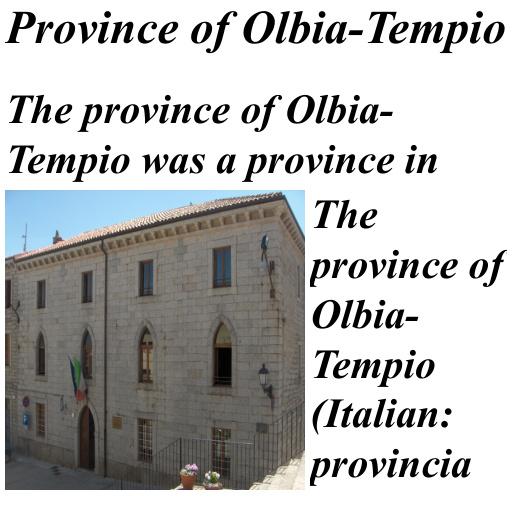 Province of Olbia-Tempio
The province of Olbia-
Tempio was a province in
The
province of
Olbia-
Tempio
(Italian:
provincia